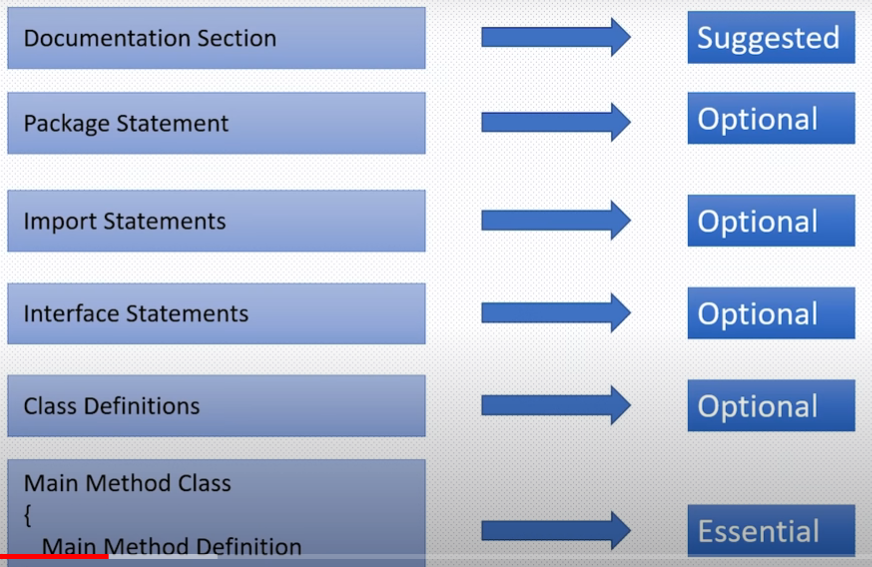 Documentation Section
Suggested
Package Statement
Optional
Import Statements
Optional
Interface Statements
Optional
Class Definitions
Optional
Main Method Class
{
Main Method Definition
Essential